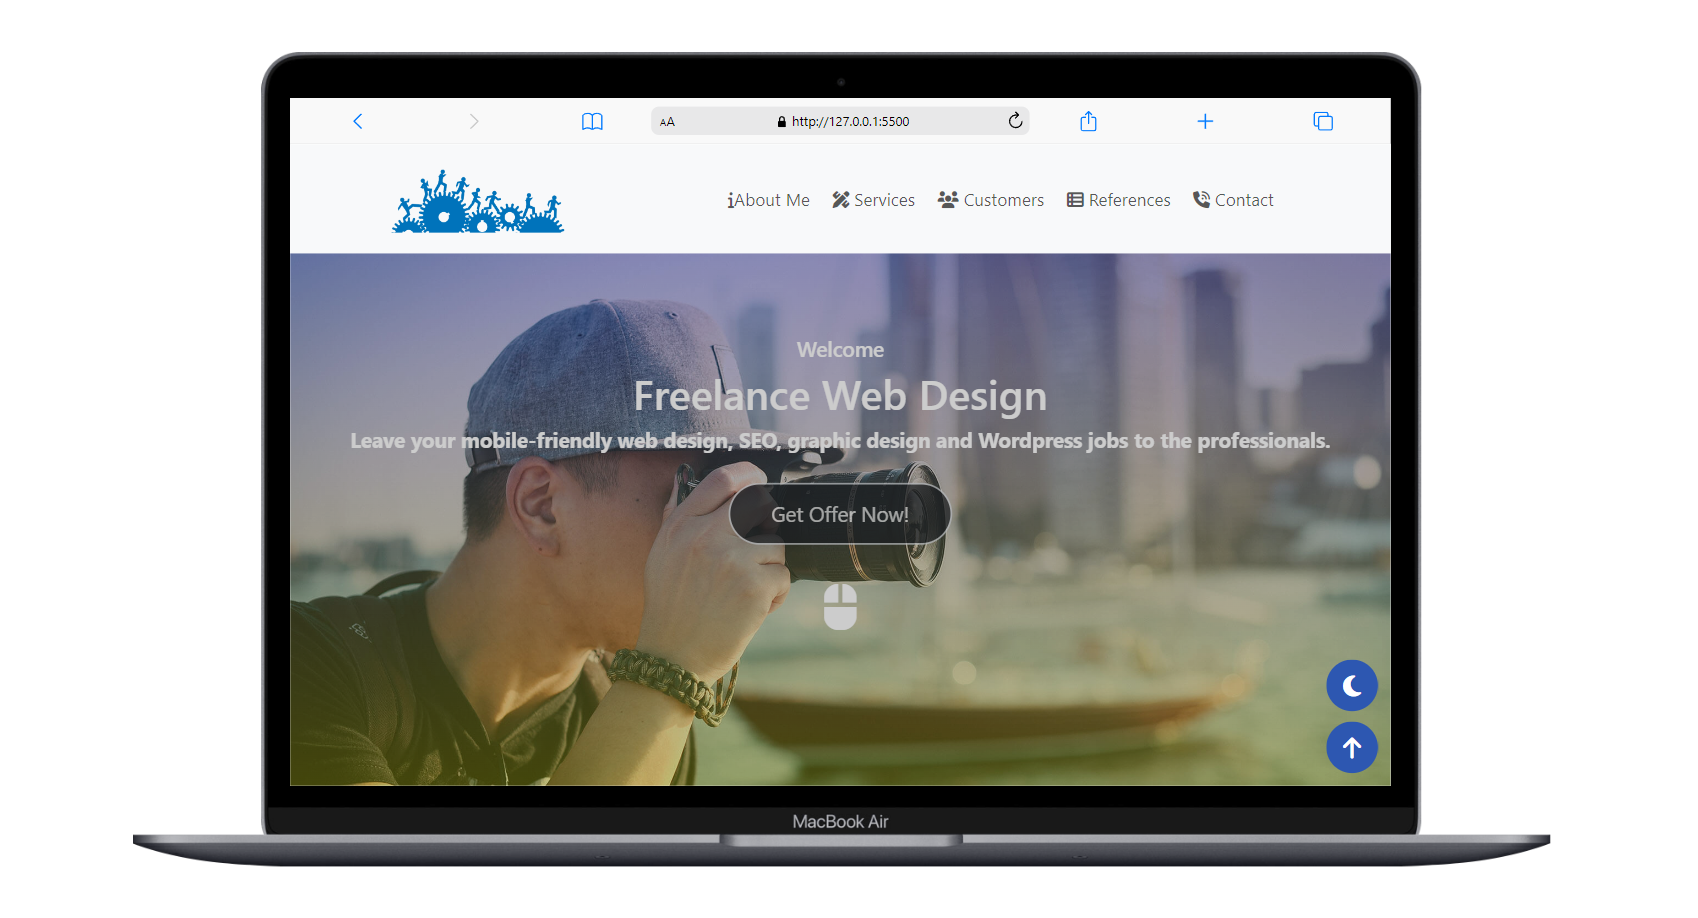 AA
http://127.0.0.1:5500
About Me Services Customers References Contact
Welcome
Freelance Web Design
Leave your mobile-friendly web design, SEO, graphic design and Wordpress jobs to the professionals.
Get Offer Now!
MacBook Air